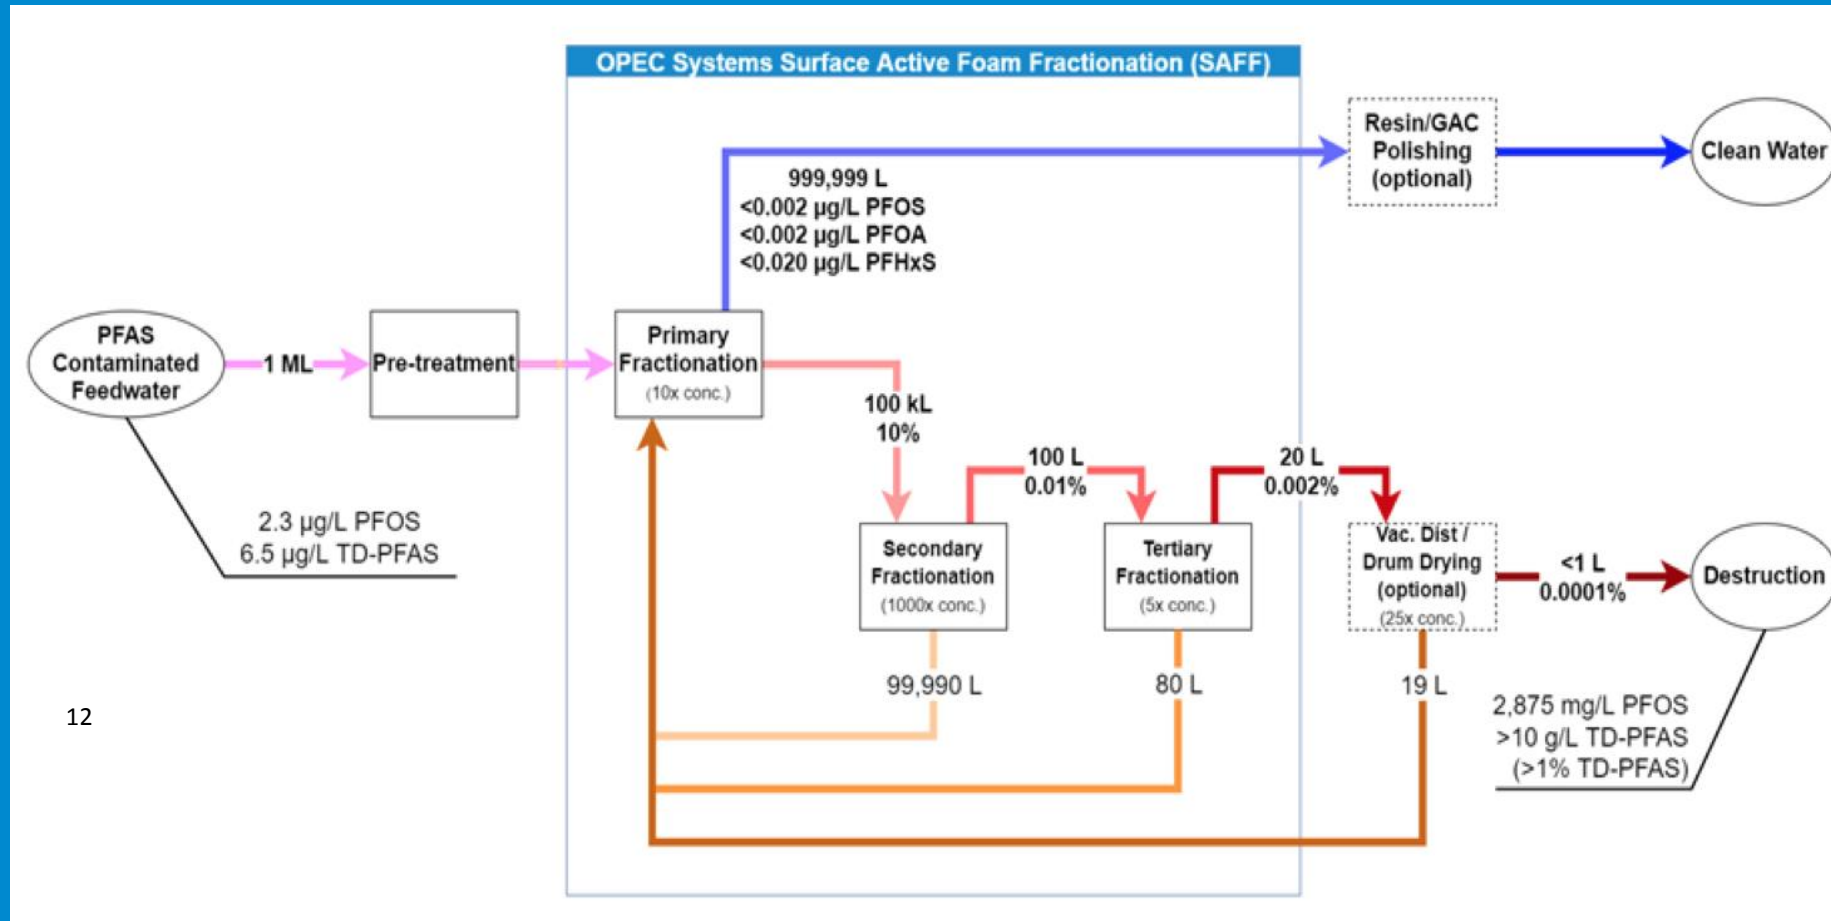 OPEC Systems Surface Active Foam Fractionation (SAFF)
Resin/GAC
Polishing
(optional)
Clean Water
999,999 L
<0.002 µg/L PFOS
<0.002 µg/L PFOA
<0.020 µg/L PFHxS
PFAS
Contaminated
Feedwater
1 ML
Pre-treatment
Primary
Fractionation
(10x conc.)
100 kL
10%
100 L
0.01%
20 L
0.002%
2.3 µg/L PFOS
6.5 µg/L TD-PFAS
Secondary
Fractionation
(1000x conc.)
Tertiary
Fractionation
(5x conc.)
Vac. Dist /
Drum Drying
(optional)
(25x conc.)
<1 L
0.0001%
Destruction
99,990 L
80 L
19 L
2,875 mg/L PFOS
>10 g/L TD-PFAS
(>1% TD-PFAS)
12